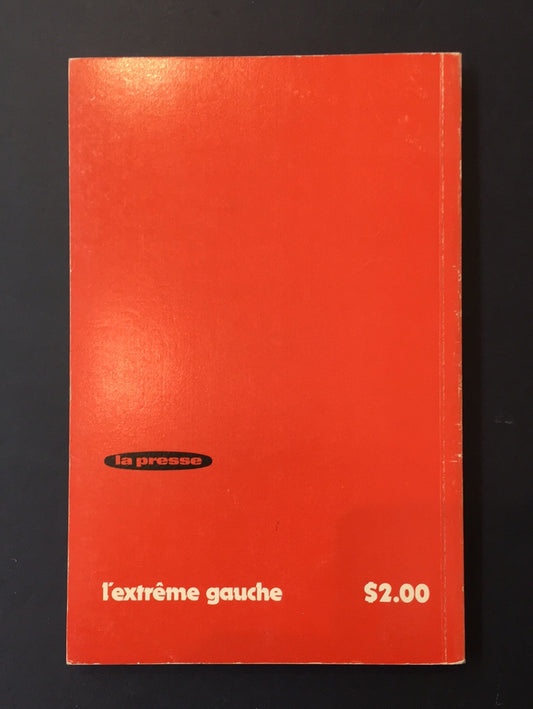 la presse
l'extrême gauche $2.00